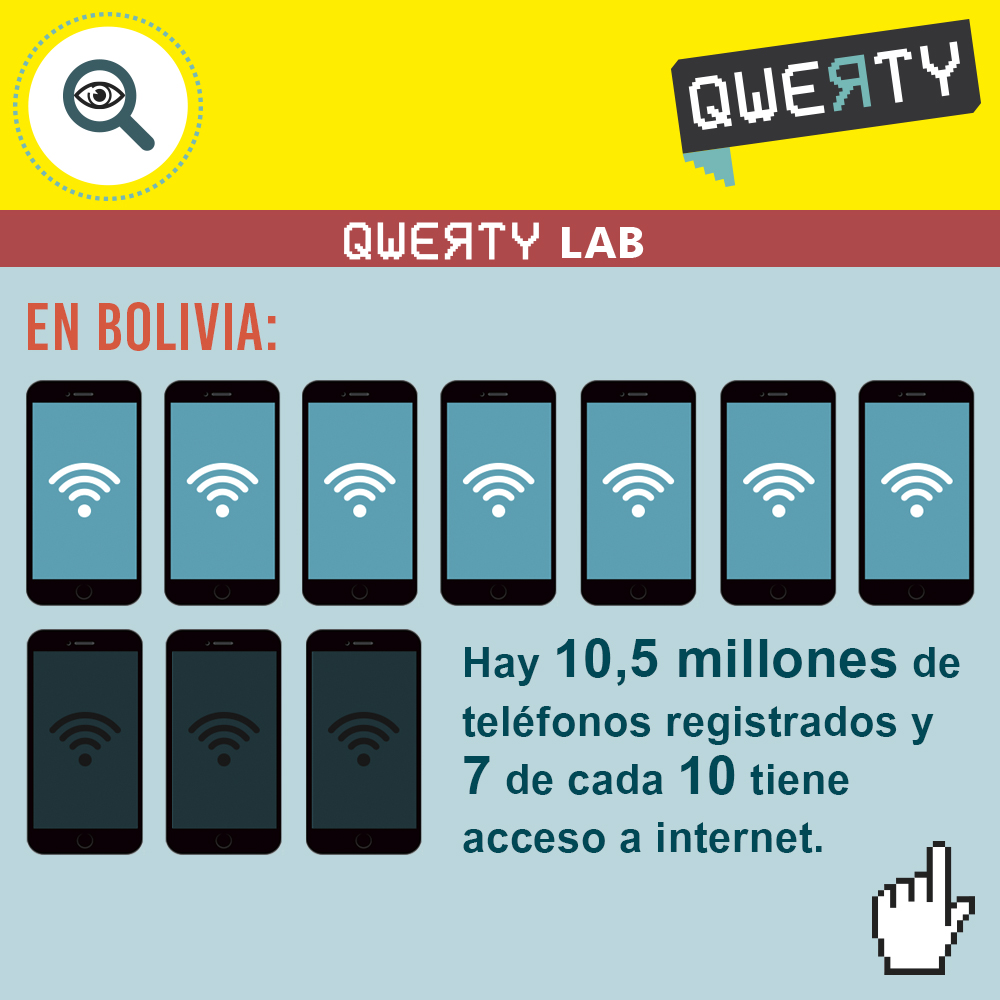 QWEЯTY
QWEЯTY LAB
EN BOLIVIA:
Hay 10,5 millones de
teléfonos registrados y
7 de cada 10 tiene
acceso a internet.